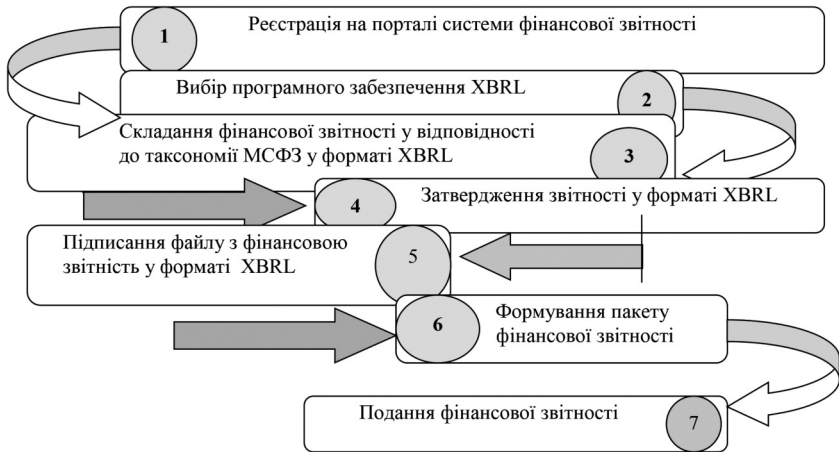 1 Реєстрація на порталі системи фінансової звітності
Вибір програмного забезпечення XBRL 2
Складання фінансової звітності у відповідності
до таксономії МСФЗ у форматі XBRL 3
4 Затвердження звітності у форматі XBRL
Підписання файлу з фінансовою
звітність у форматі XBRL 5
6 Формування пакету
фінансової звітності
Подання фінансової звітності 7